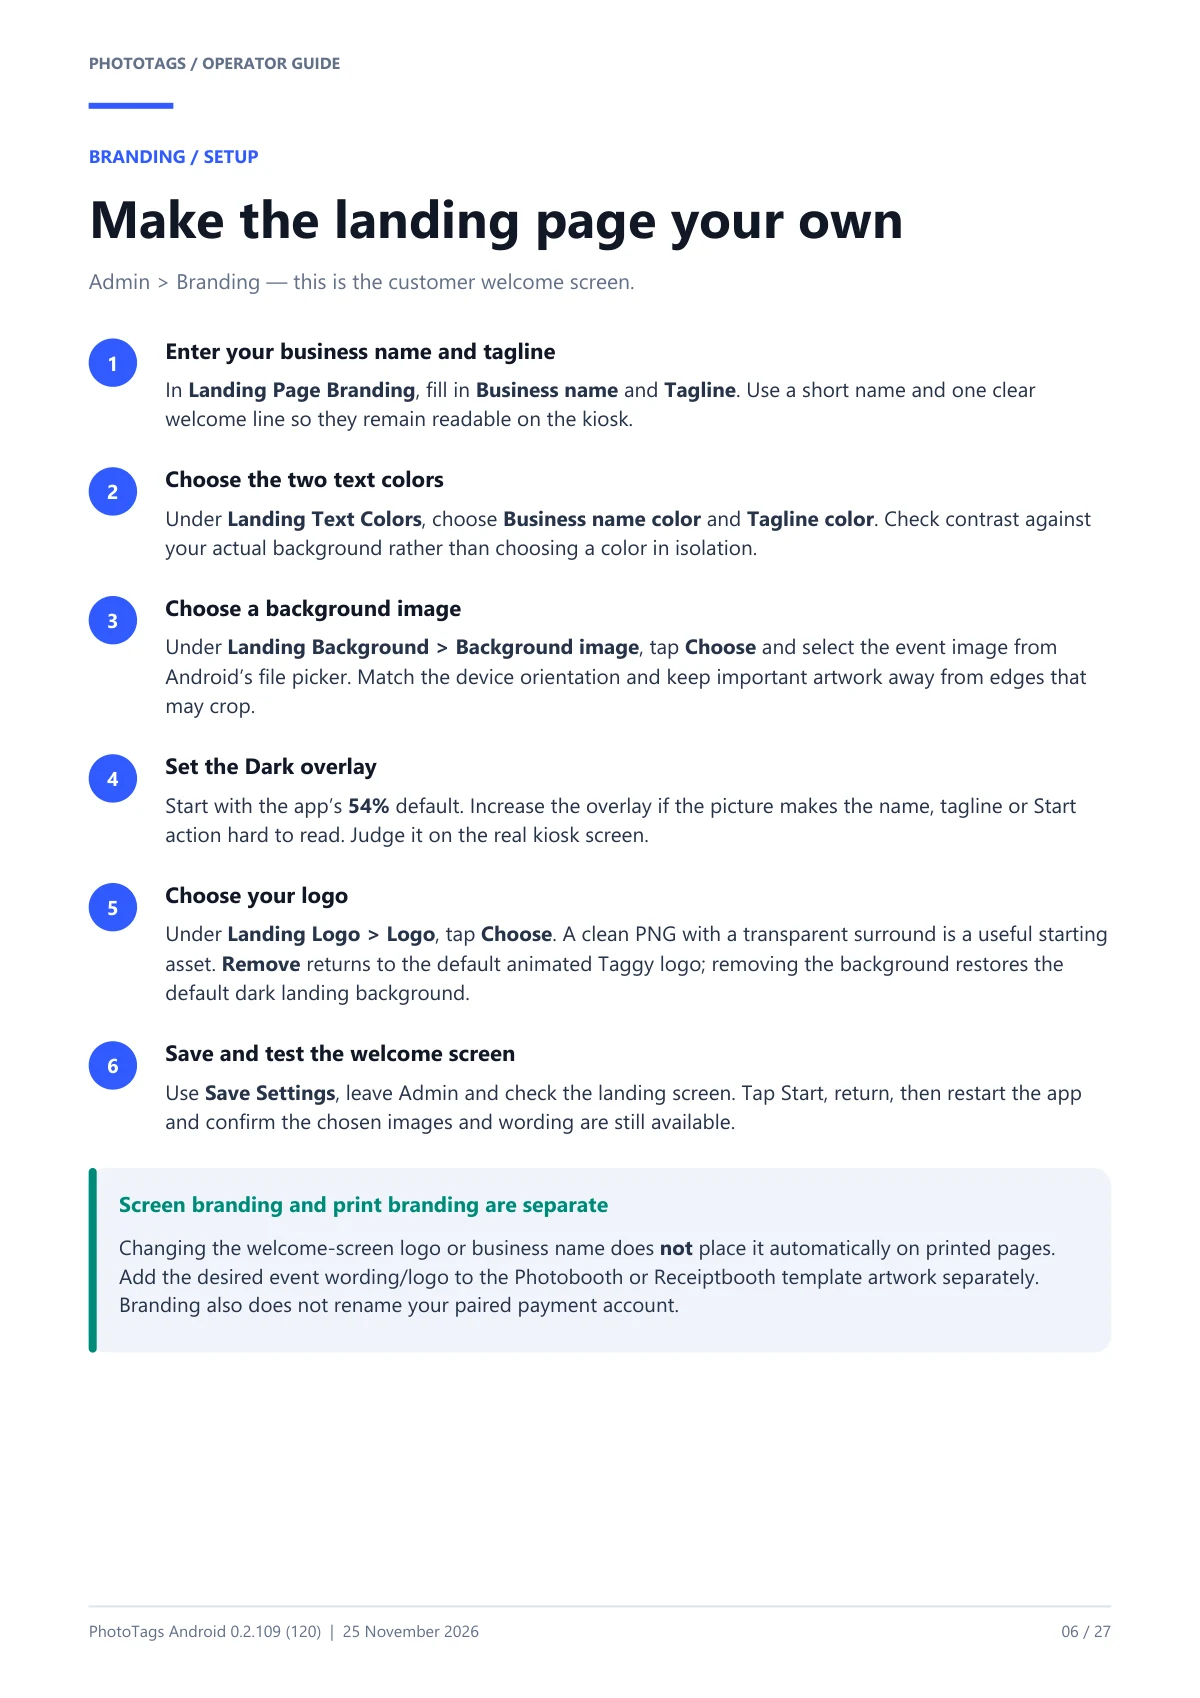 PHOTOTAGS / OPERATOR GUIDE
BRANDING / SETUP
Make the landing page your own
Admin > Branding — this is the customer welcome screen.
1
Enter your business name and tagline
In Landing Page Branding, fill in Business name and Tagline. Use a short name and one clear
welcome line so they remain readable on the kiosk.
2
Choose the two text colors
Under Landing Text Colors, choose Business name color and Tagline color. Check contrast against
your actual background rather than choosing a color in isolation.
3
Choose a background image
Under Landing Background > Background image, tap Choose and select the event image from
Android’s file picker. Match the device orientation and keep important artwork away from edges that
may crop.
4
Set the Dark overlay
Start with the app’s 54% default. Increase the overlay if the picture makes the name, tagline or Start
action hard to read. Judge it on the real kiosk screen.
5
Choose your logo
Under Landing Logo > Logo, tap Choose. A clean PNG with a transparent surround is a useful starting
asset. Remove returns to the default animated Taggy logo; removing the background restores the
default dark landing background.
6
Save and test the welcome screen
Use Save Settings, leave Admin and check the landing screen. Tap Start, return, then restart the app
and confirm the chosen images and wording are still available.
Screen branding and print branding are separate
Changing the welcome-screen logo or business name does not place it automatically on printed pages.
Add the desired event wording/logo to the Photobooth or Receiptbooth template artwork separately.
Branding also does not rename your paired payment account.
PhotoTags Android 0.2.109 (120) | 25 November 2026
06 / 27